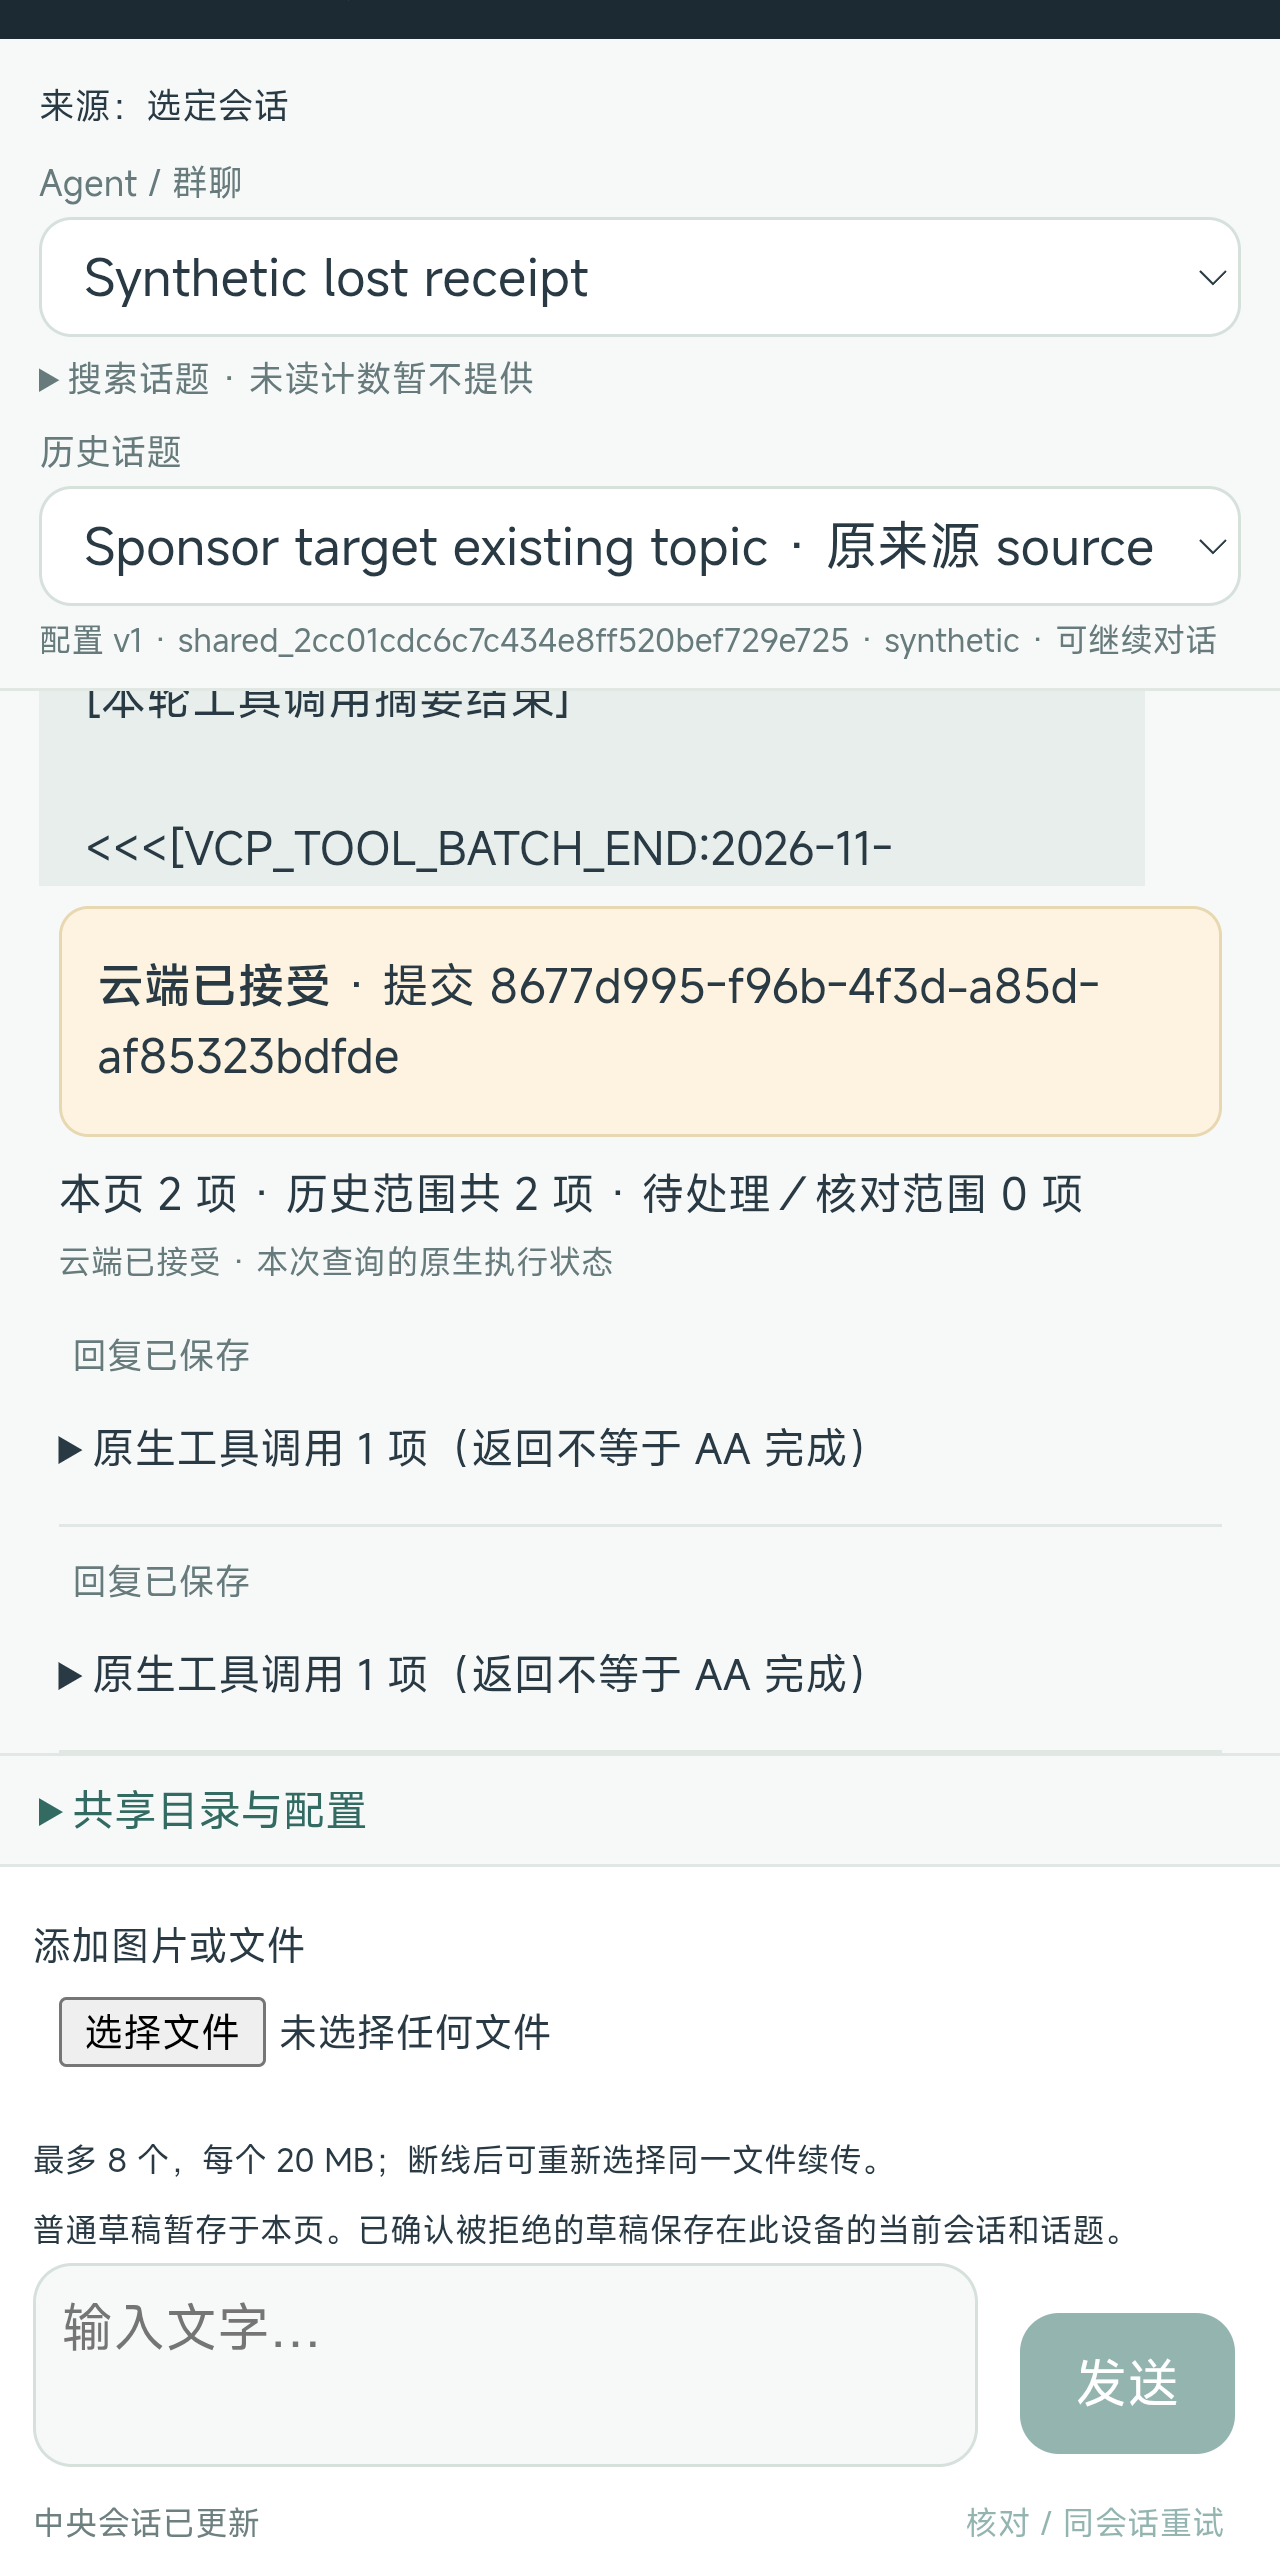 来源：选定会话
Agent / 群聊
Synthetic lost receipt
▶ 搜索话题 · 未读计数暂不提供
历史话题
Sponsor target existing topic · 原来源 source
配置 v1 · shared_2cc01cdc6c7c434e8ff520bef729e725 · synthetic · 可继续对话
[本轮工具调用摘要结束]
<<<[VCP_TOOL_BATCH_END:2026-11-
云端已接受 · 提交 8677d995-f96b-4f3d-a85d-
af85323bdfde
本页 2 项 · 历史范围共 2 项 · 待处理／核对范围 0 项
云端已接受 · 本次查询的原生执行状态
回复已保存
▶ 原生工具调用 1 项（返回不等于 AA 完成）
回复已保存
▶ 原生工具调用 1 项（返回不等于 AA 完成）
▶ 共享目录与配置
添加图片或文件
选择文件 未选择任何文件
最多 8 个，每个 20 MB；断线后可重新选择同一文件续传。
普通草稿暂存于本页。已确认被拒绝的草稿保存在此设备的当前会话和话题。
输入文字...
发送
中央会话已更新
核对 / 同会话重试